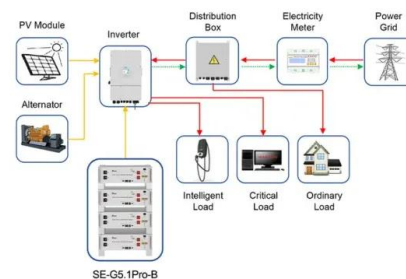 PV Module
Inverter
Distribution
Box
Electricity
Meter
Power
Grid
Alternator
Intelligent
Load
Critical
Load
Ordinary
Load
SE-G5.1Pro-B